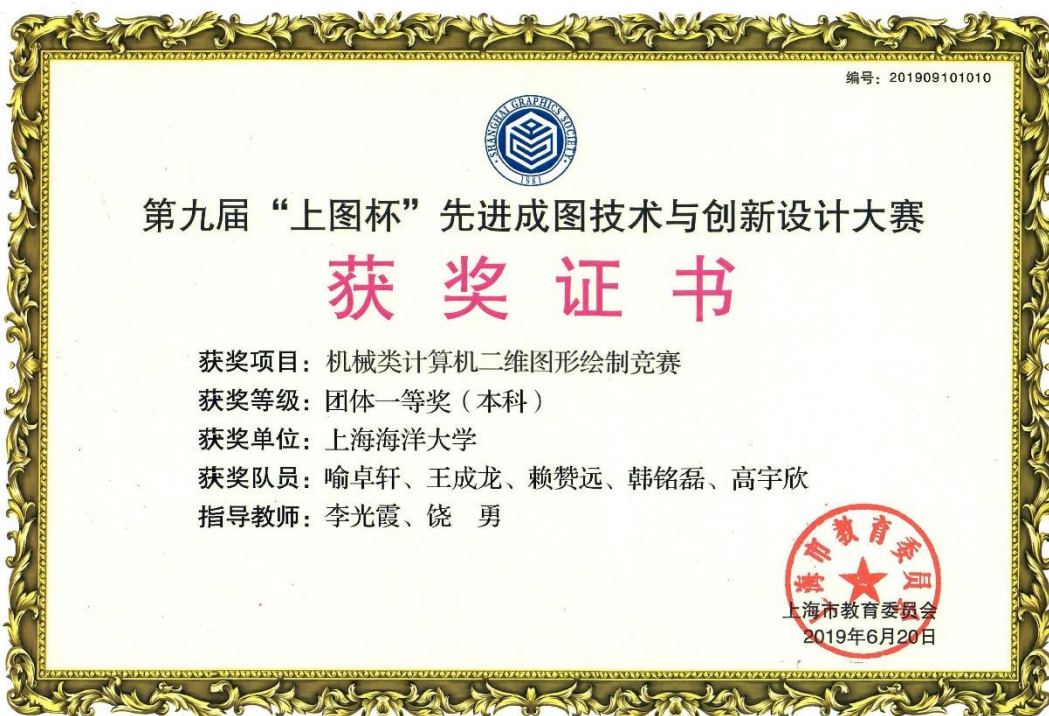 编号：201909101010
SHANGHAI GRAPHICS SOCIETY
1981
第九届“上图杯”先进成图技术与创新设计大赛
获奖证书
获奖项目：机械类计算机二维图形绘制竞赛
获奖等级：团体一等奖（本科）
获奖单位：上海海洋大学
获奖队员：喻卓轩、王成龙、赖赞远、韩铭磊、高宇欣
指导教师：李光霞、饶　勇
上海市教育委员会
上海市教育委员会
2019年6月20日